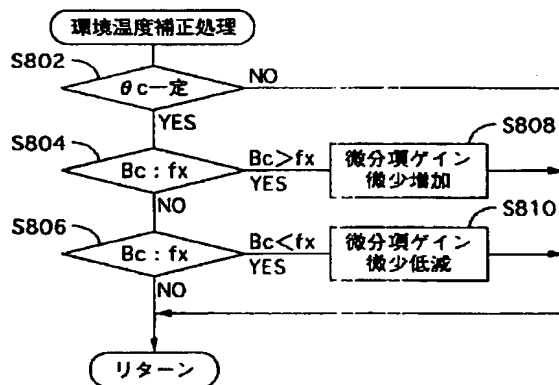 環境温度補正処理
S802
θc一定
NO
YES
S804
Bc:fx
Bc>fx
YES
S808
微分項ゲイン
微少増加
NO
S806
Bc:fx
Bc<fx
YES
S810
微分項ゲイン
微少低減
NO
リターン